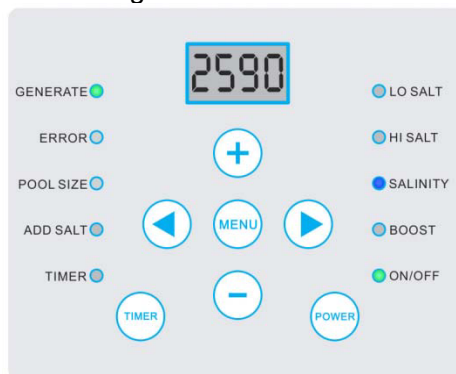 2590
GENERATE
LO SALT
ERROR
HI SALT
POOL SIZE
SALINITY
ADD SALT
MENU
BOOST
TIMER
ON/OFF
TIMER
POWER